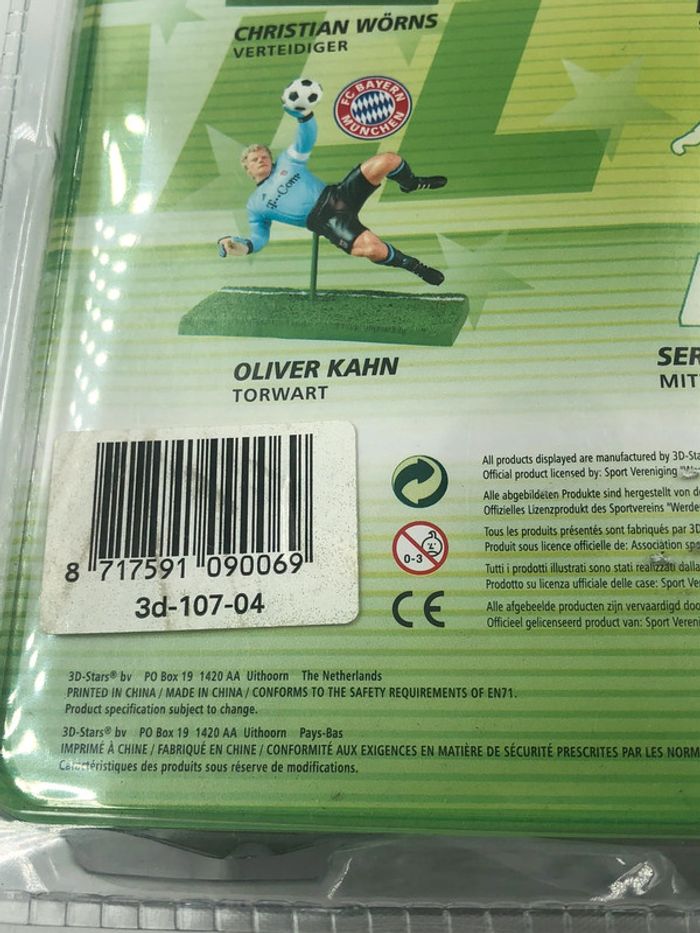 CHRISTIAN WÖRNS
VERTEIDIGER
FC BAYERN
MÜNCHEN
T··Com
OLIVER KAHN
TORWART
SER
MIT
8 717591 090069
3d-107-04
0-3
CE
All products displayed are manufactured by 3D-Sta
Official product licensed by: Sport Vereniging
Alle abgebildeten Produkte sind hergestellt von d
Offizielles Lizenzprodukt des Sportvereins "Werde
Tous les produits présentés sont fabriqués par 3D
Produit sous licence officielle de: Association spo
Tutti i prodotti illustrati sono stati realizzati dalla
Prodotto su licenza ufficiale delle case: Sport Ve
Alle afgebeelde producten zijn vervaardigd doo
Officieel gelicenseerd product van: Sport Vereni
3D-Stars® bv PO Box 19 1420 AA Uithoorn The Netherlands
PRINTED IN CHINA / MADE IN CHINA / CONFORMS TO THE SAFETY REQUIREMENTS OF EN71.
Product specification subject to change.
3D-Stars® bv PO Box 19 1420 AA Uithoorn Pays-Bas
IMPRIMÉ À CHINE / FABRIQUÉ EN CHINE / CONFORMITÉ AUX EXIGENCES EN MATIÈRE DE SÉCURITÉ PRESCRITES PAR LES NORM
Caractéristiques des produits sous réserve de modifications.